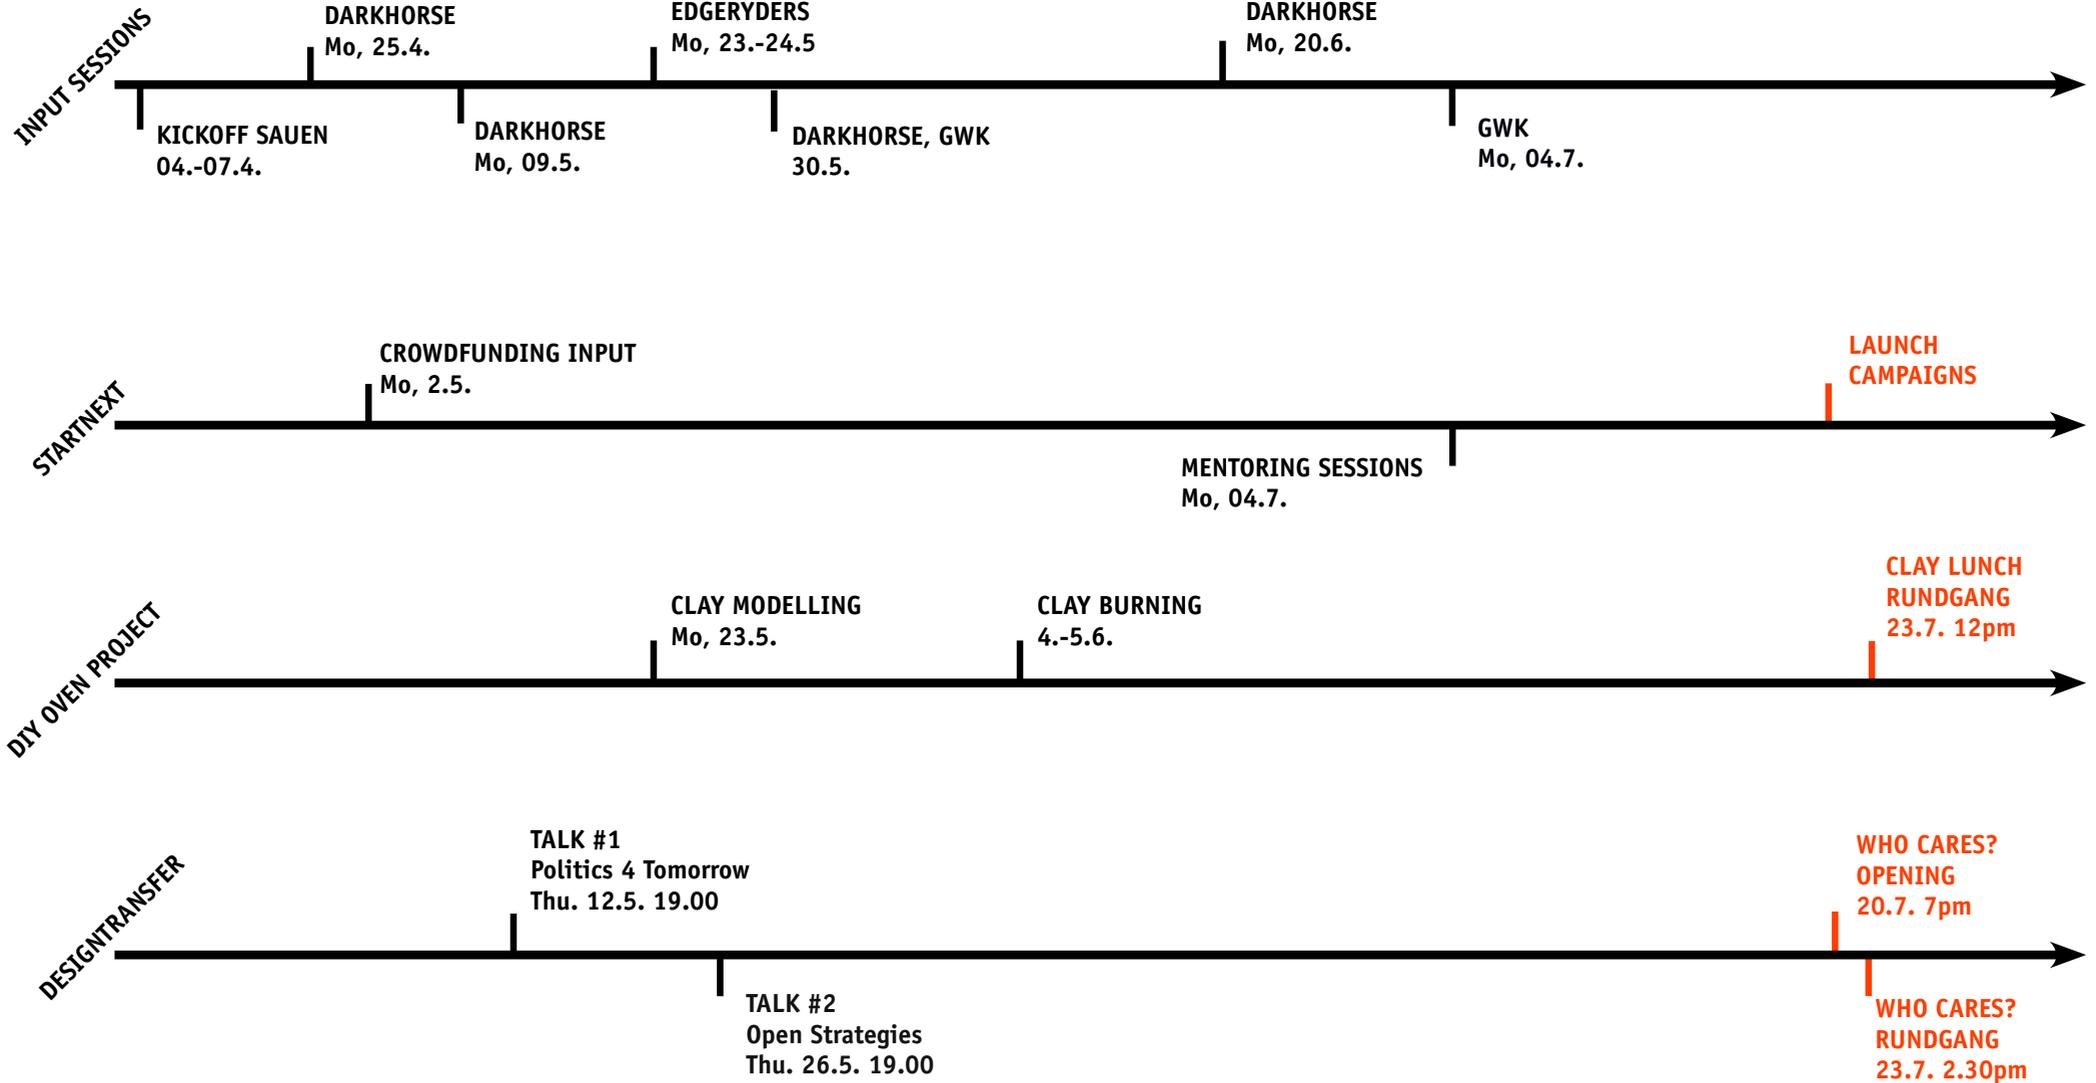 INPUT SESSIONS
DARKHORSE
Mo, 25.4.
EDGERYDERS
Mo, 23.-24.5
DARKHORSE
Mo, 20.6.
KICKOFF SAUEN
04.-07.4.
DARKHORSE
Mo, 09.5.
DARKHORSE, GWK
30.5.
GWK
Mo, 04.7.
STARTNEXT
CROWDFUNDING INPUT
Mo, 2.5.
LAUNCH
CAMPAIGNS
MENTORING SESSIONS
Mo, 04.7.
DIY OVEN PROJECT
CLAY MODELLING
Mo, 23.5.
CLAY BURNING
4.-5.6.
CLAY LUNCH
RUNDGANG
23.7. 12pm
DESIGNTRANSFER
TALK #1
Politics 4 Tomorrow
Thu. 12.5. 19.00
WHO CARES?
OPENING
20.7. 7pm
TALK #2
Open Strategies
Thu. 26.5. 19.00
WHO CARES?
RUNDGANG
23.7. 2.30pm